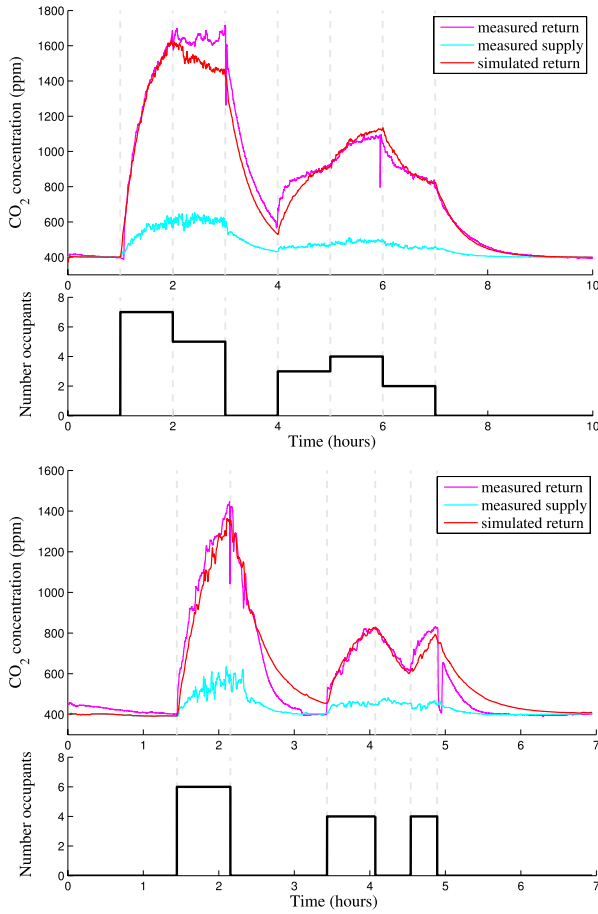 1800
1600
1400
1200
1000
800
600
400
CO2 concentration (ppm)
measured return
measured supply
simulated return
0 2 4 6 8 10
8
6
4
2
0
Number occupants
0 2 4 6 8 10
Time (hours)
1600
1400
1200
1000
800
600
400
CO2 concentration (ppm)
measured return
measured supply
simulated return
0 1 2 3 4 5 6 7
8
6
4
2
0
Number occupants
0 1 2 3 4 5 6 7
Time (hours)